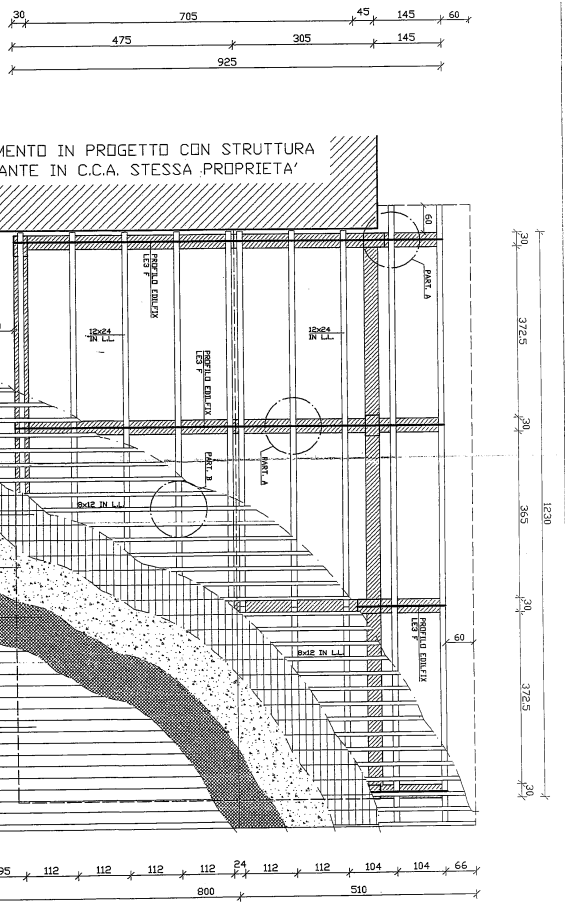 30 705 45 145 60
475 305 145
925
MENTO IN PROGETTO CON STRUTTURA
ANTE IN C.C.A. STESSA PROPRIETA'
60
PART. A
PROFILO EDILFIX
LE3 F
12x24
IN L.L.
12x24
IN L.L.
PROFILO EDILFIX
LE3 F
30
372.5
30
365
30
372.5
30
1230
PART. B
PART. A
8x12 IN L.L.
8x12 IN L.L.
PROFILO EDILFIX
LE3 F
60
95 112 112 112 112 24 112 112 104 104 66
800 510